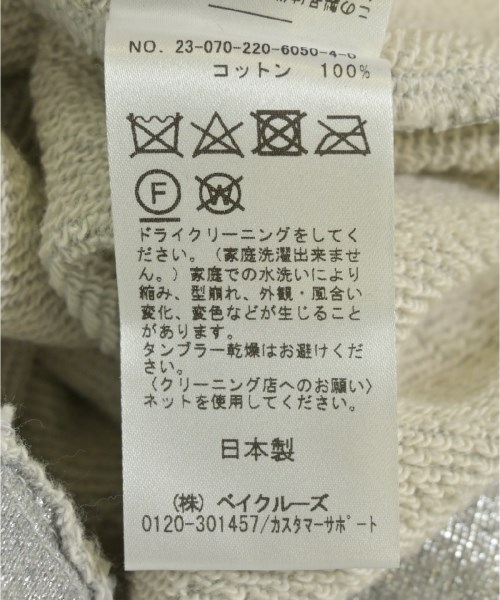 NO. 23-070-220-6050-4-0
コットン 100%
F
W
ドライクリーニングをしてく
ださい。(家庭洗濯出来ませ
ん。)家庭での水洗いにより
縮み、型崩れ、外観・風合い
変化、変色などが生じること
があります。
タンブラー乾燥はお避けくだ
さい。
〈クリーニング店へのお願い〉
ネットを使用してください。
日本製
(株) ベイクルーズ
0120-301457/カスタマーサポート